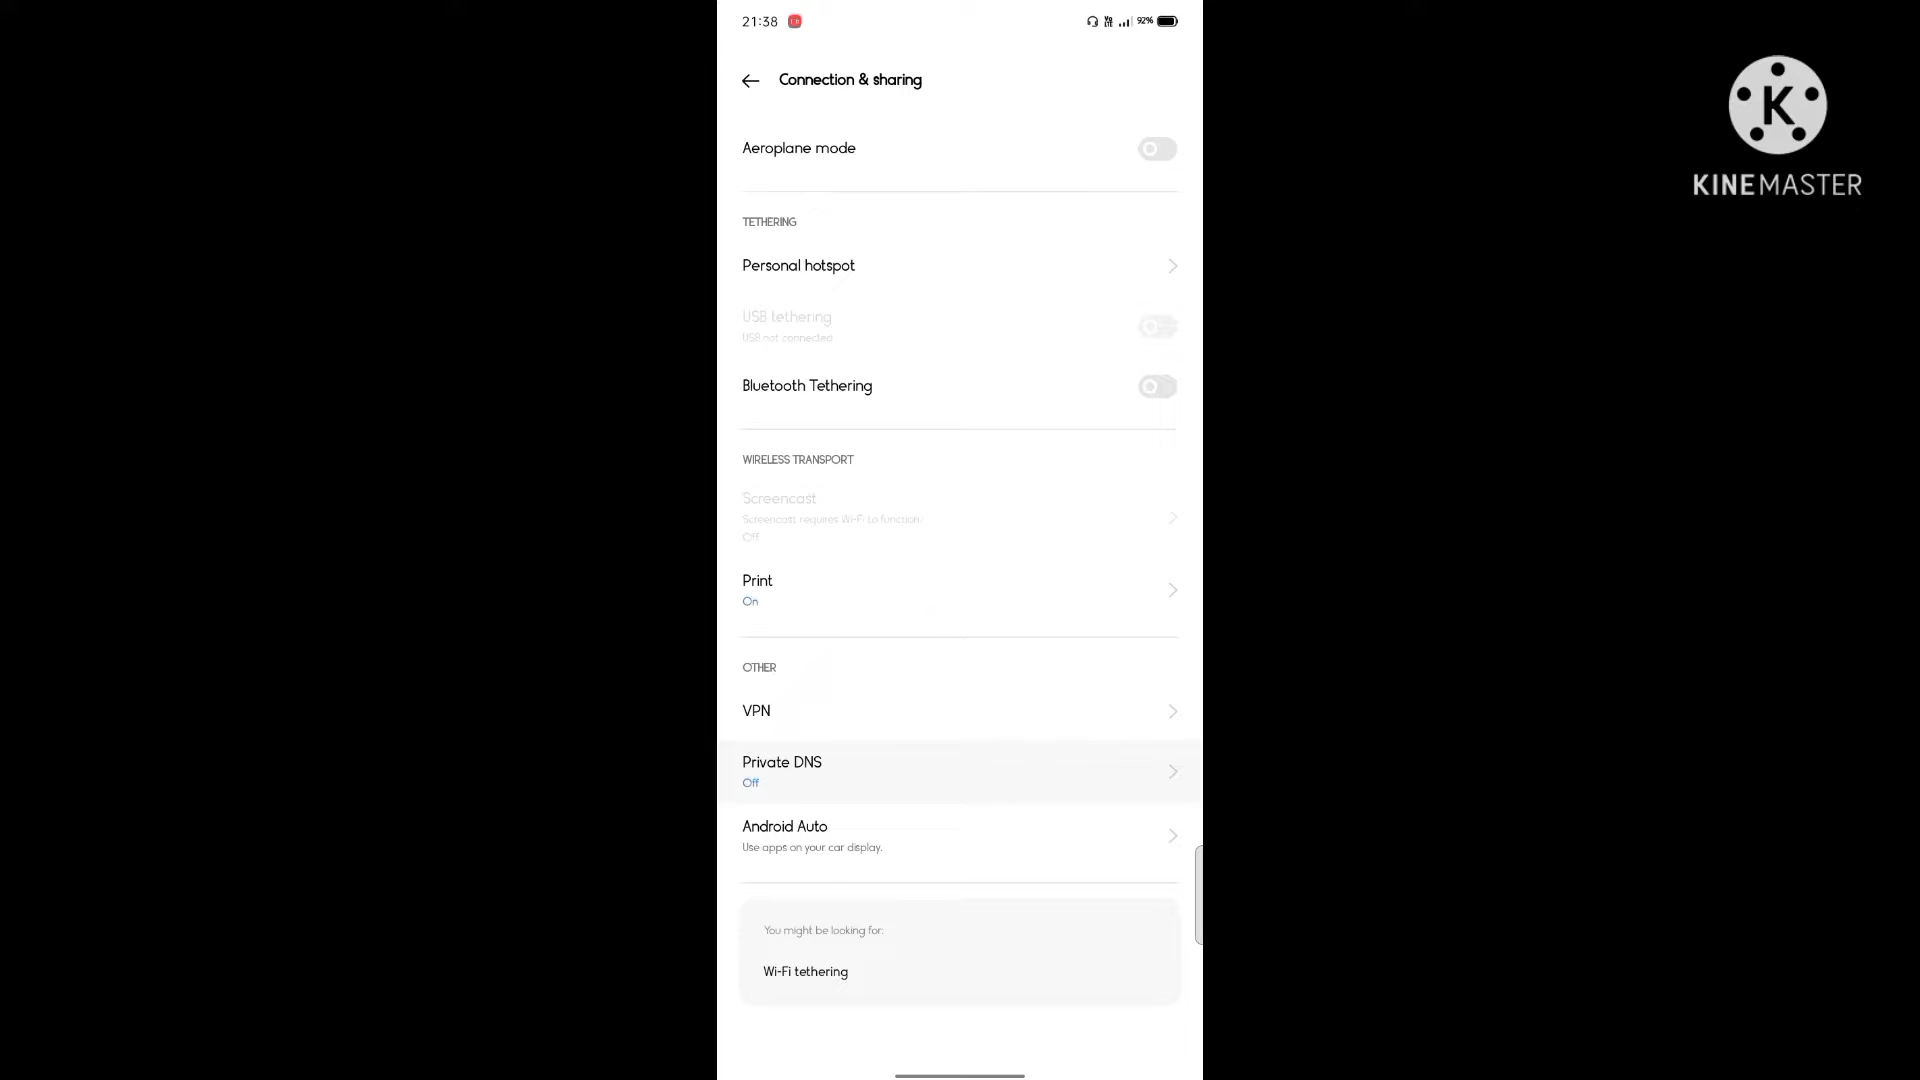 21:38
92%
Connection & sharing
Aeroplane mode
TETHERING
Personal hotspot
USB tethering
USB not connected
Bluetooth Tethering
WIRELESS TRANSPORT
Screencast
Screencast requires Wi-Fi to function.
Off
Print
On
OTHER
VPN
Private DNS
Off
Android Auto
Use apps on your car display.
You might be looking for:
Wi-Fi tethering
K
KINEMASTER